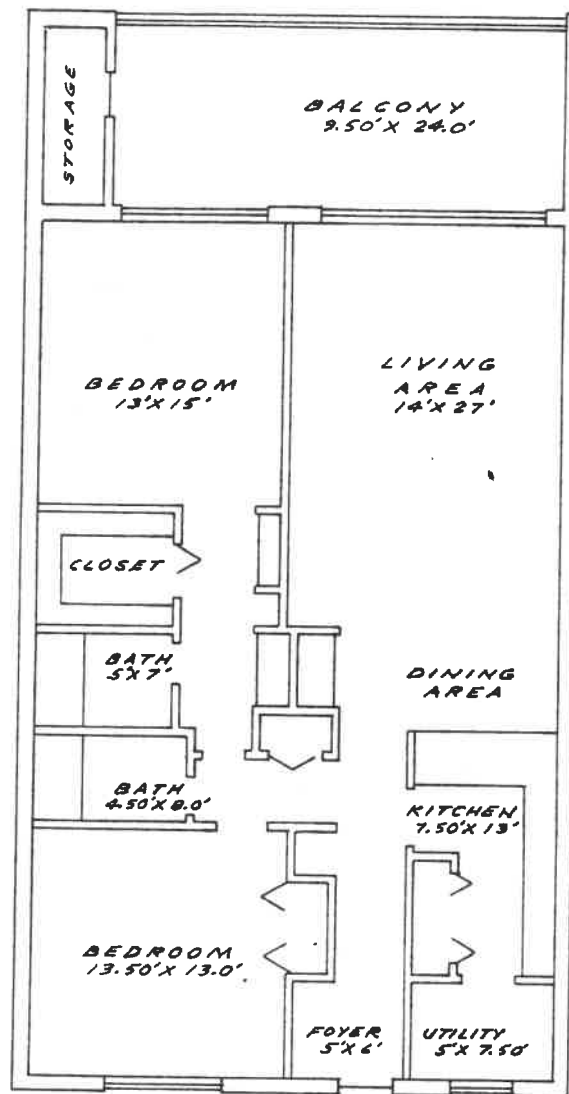 STORAGE
BALCONY
9.50' X 24.0'
BEDROOM
13' X 15'
LIVING
AREA
14' X 27'
CLOSET
BATH
5' X 7'
DINING
AREA
BATH
4.50' X 8.0'
KITCHEN
7.50' X 13'
BEDROOM
13.50' X 13.0'
FOYER
5' X 6'
UTILITY
5' X 7.50'